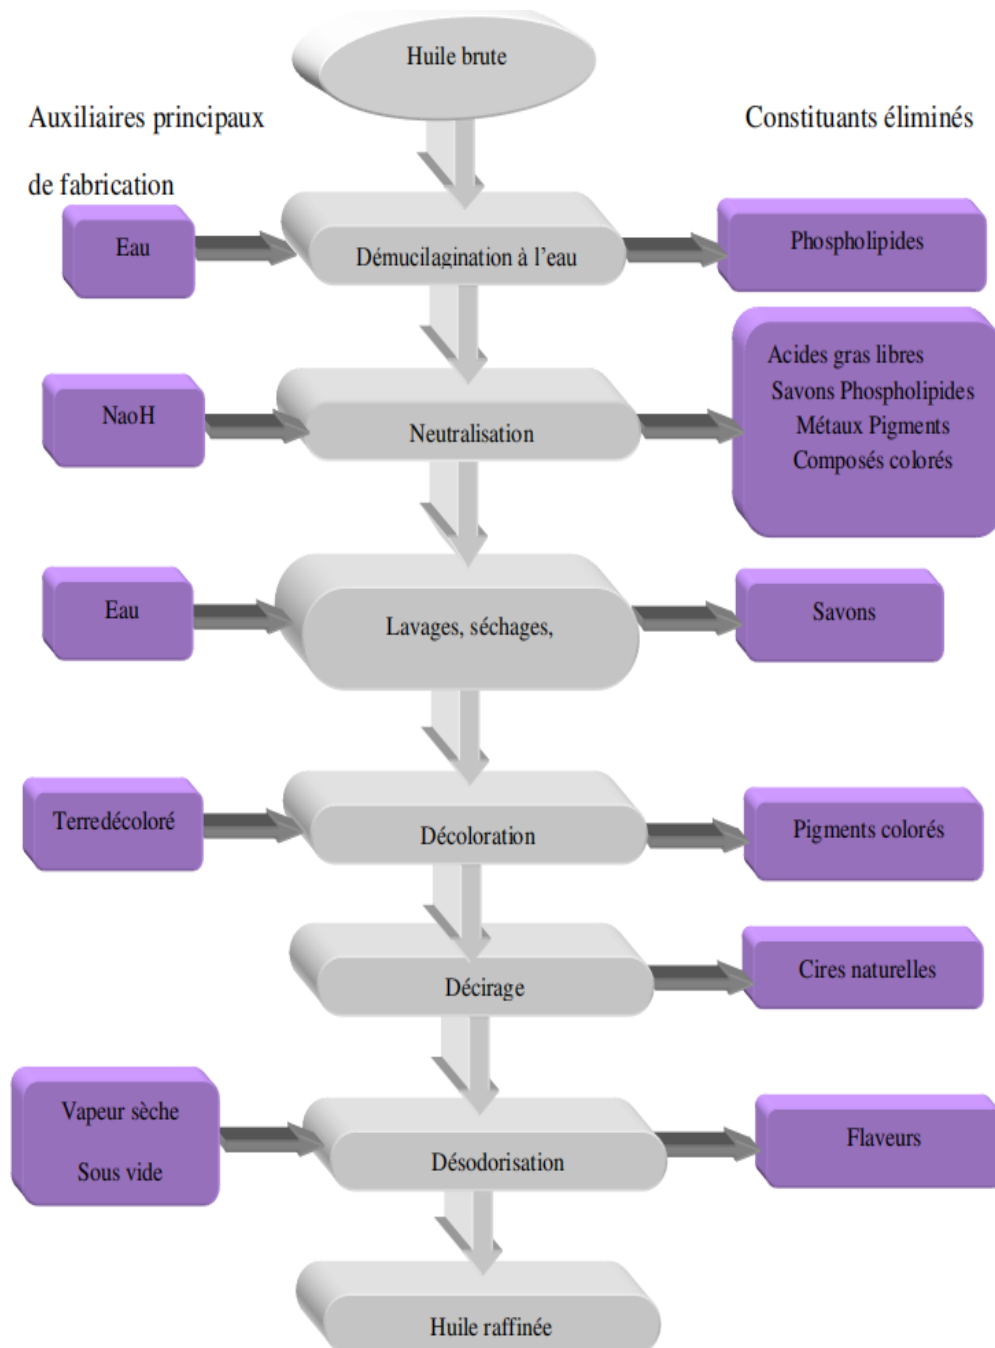 Huile brute
Auxiliaires principaux
de fabrication
Constituants éliminés
Eau
Démucilagination à l'eau
Phospholipides
NaoH
Neutralisation
Acides gras libres
Savons Phospholipides
Métaux Pigments
Composés colorés
Eau
Lavages, séchages,
Savons
Terredécoloré
Décoloration
Pigments colorés
Décirage
Cires naturelles
Vapeur sèche
Sous vide
Désodorisation
Flaveurs
Huile raffinée